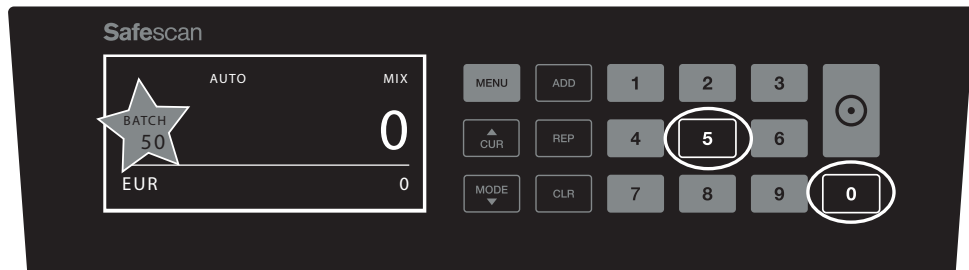 Safescan
AUTO MIX
BATCH
50
0
EUR 0
MENU ADD 1 2 3
CUR REP 4 5 6
MODE CLR 7 8 9 0